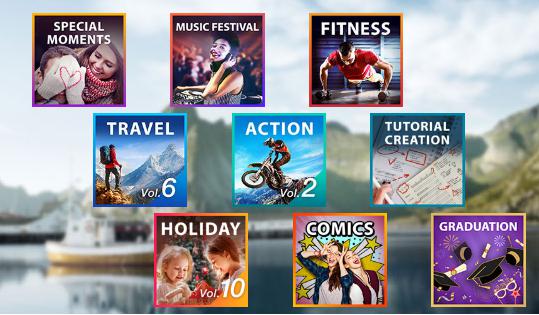 SPECIAL
MOMENTS
MUSIC FESTIVAL
FITNESS
TRAVEL
Vol.6
ACTION
Vol.2
TUTORIAL
CREATION
HOLIDAY
Vol.10
COMICS
GRADUATION